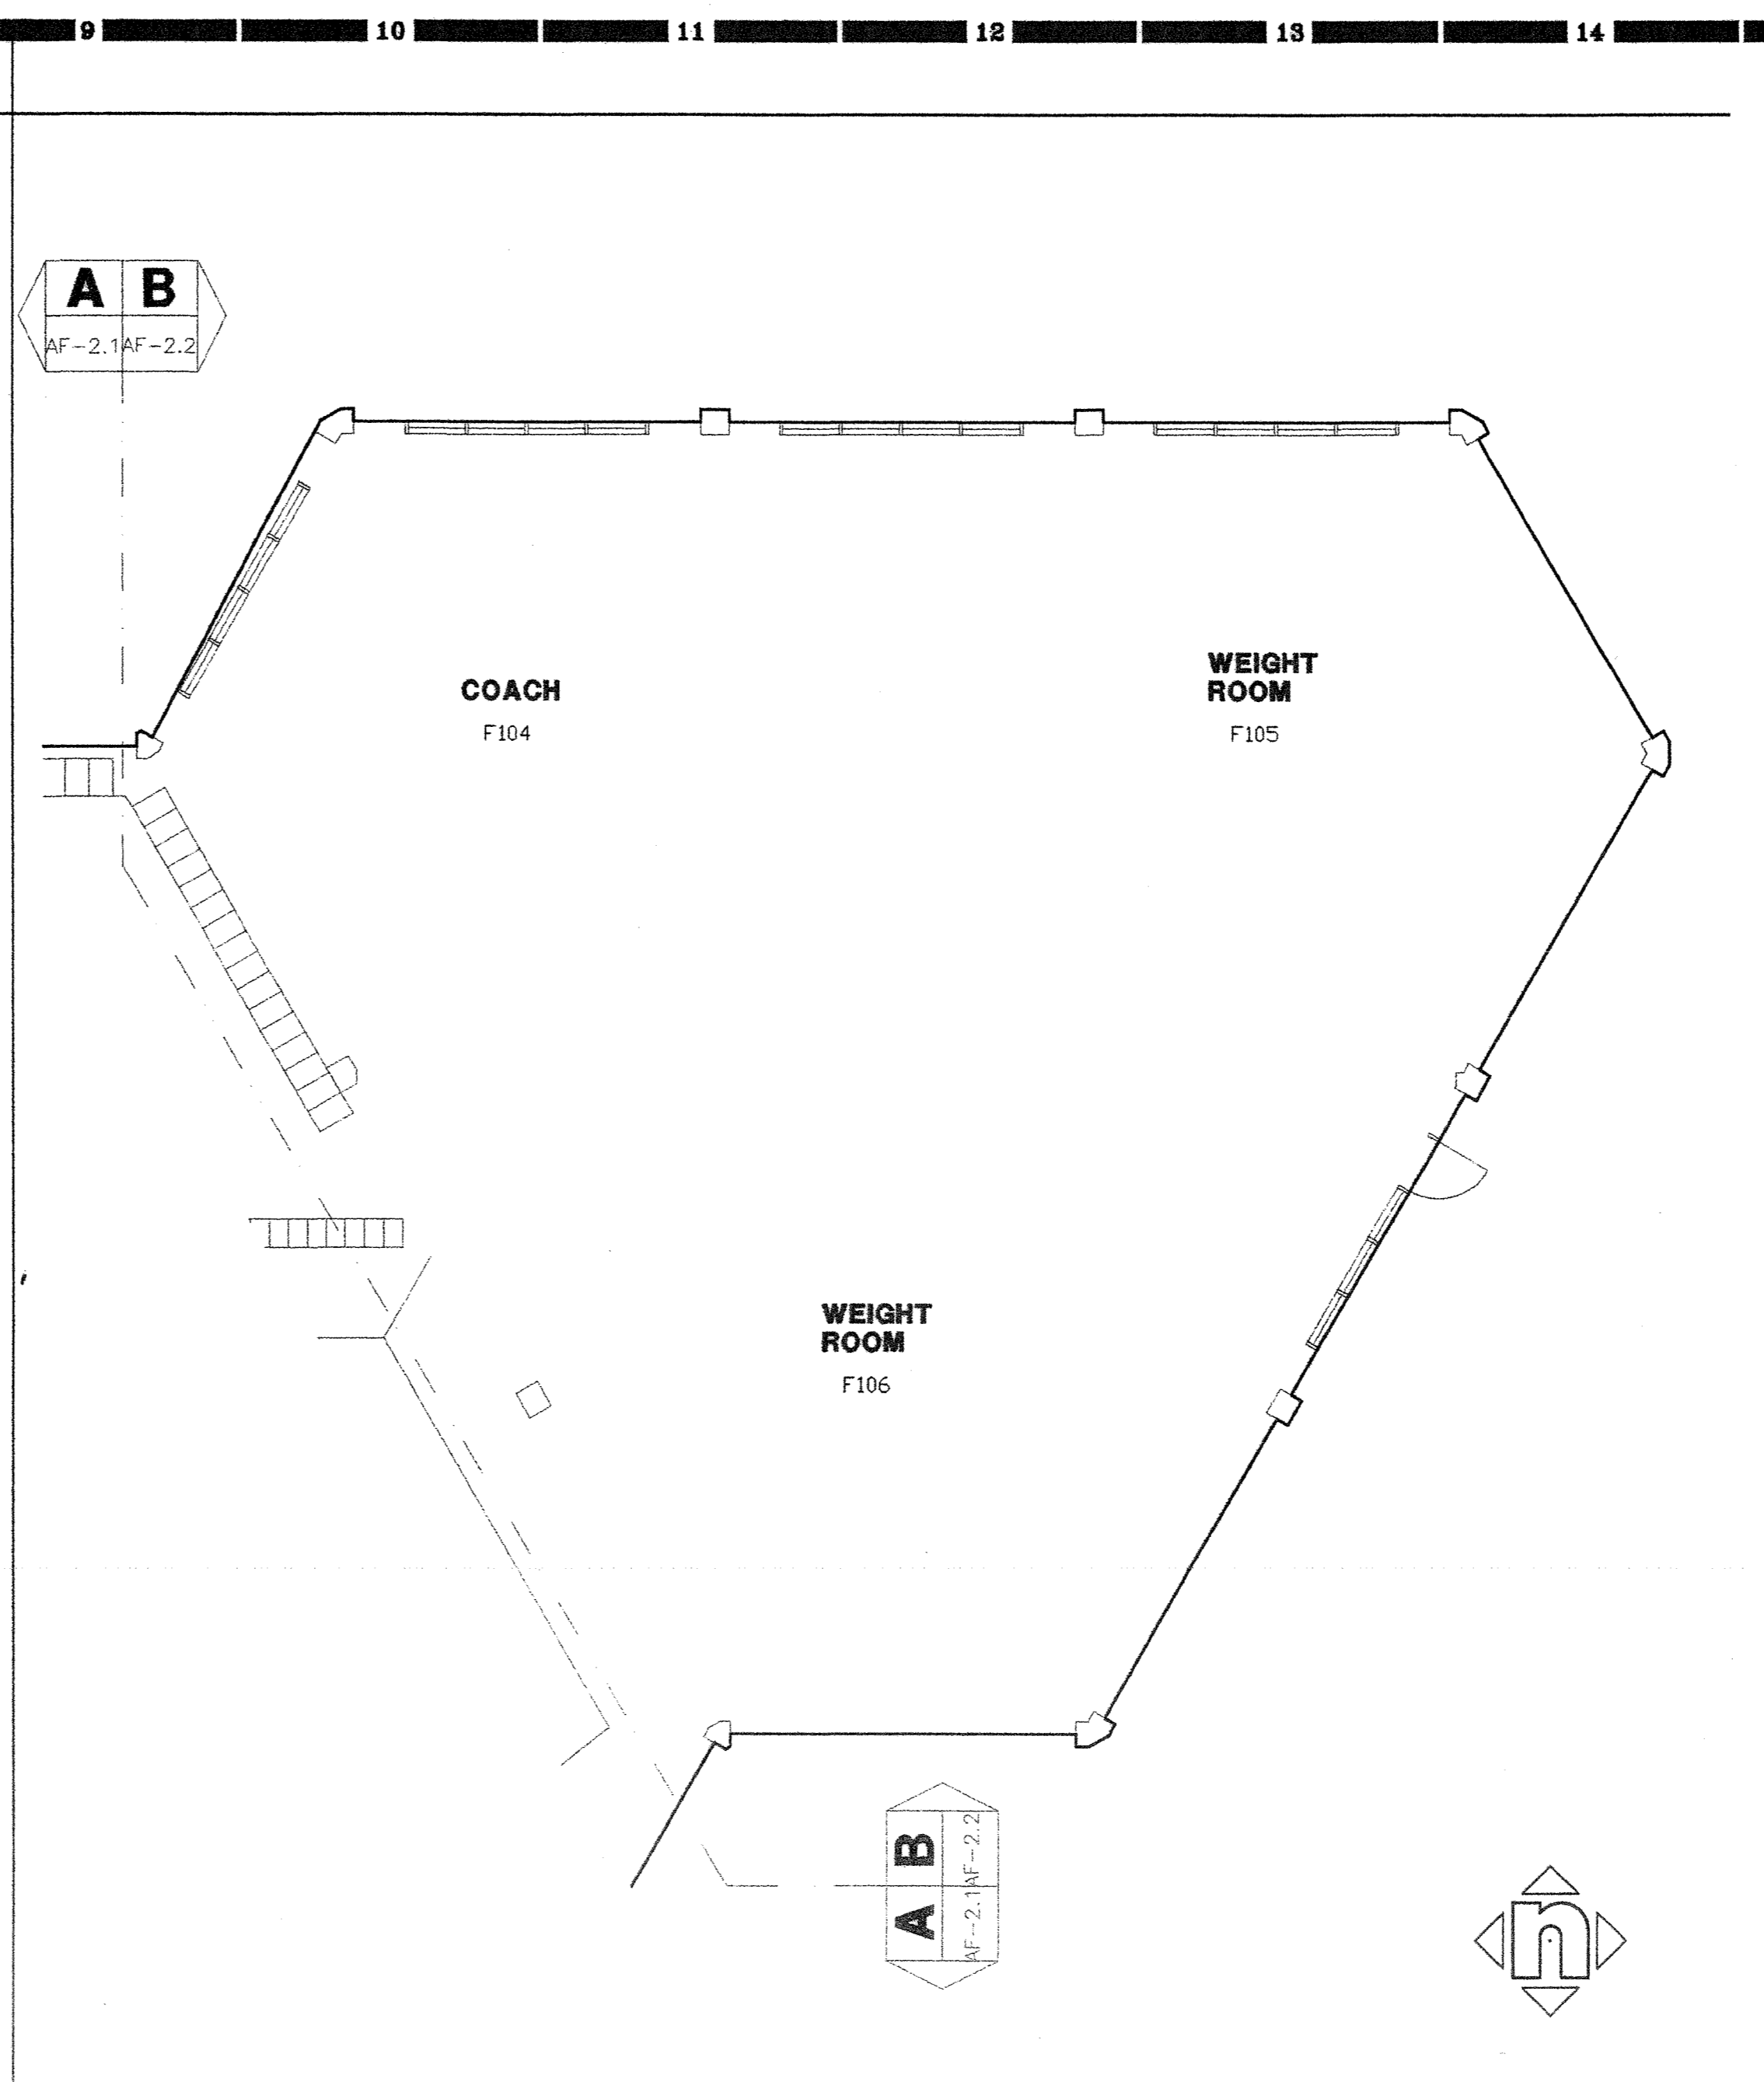 9 10 11 12 13 14
A B
AF-2.1 AF-2.2
WEIGHT
ROOM
F105
COACH
F104
WEIGHT
ROOM
F106
A B
AF-2.1 AF-2.2
n